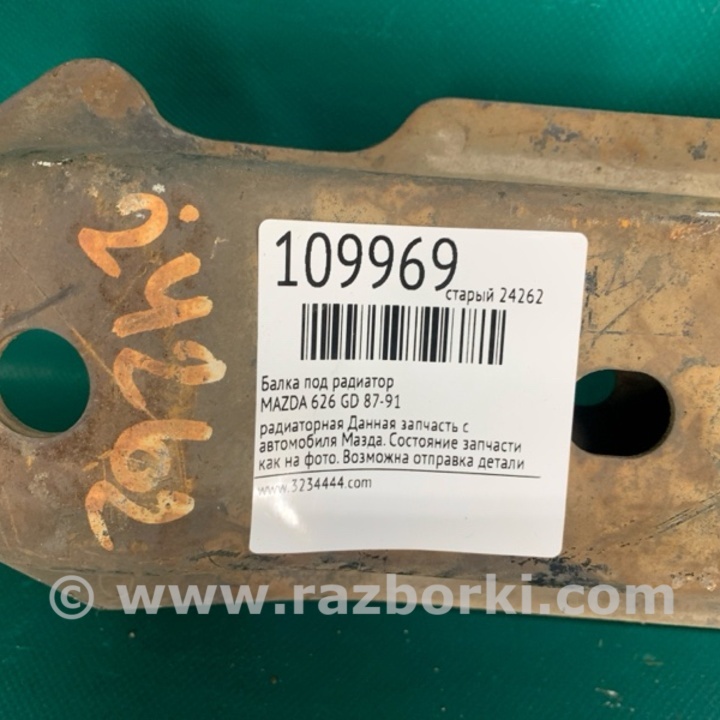 109969
старый 24262
Балка под радиатор
MAZDA 626 GD 87-91
радиаторная Данная запчасть с
автомобиля Мазда. Состояние запчасти
как на фото. Возможна отправка детали
www.3234444.com
24262
© www.razborki.com